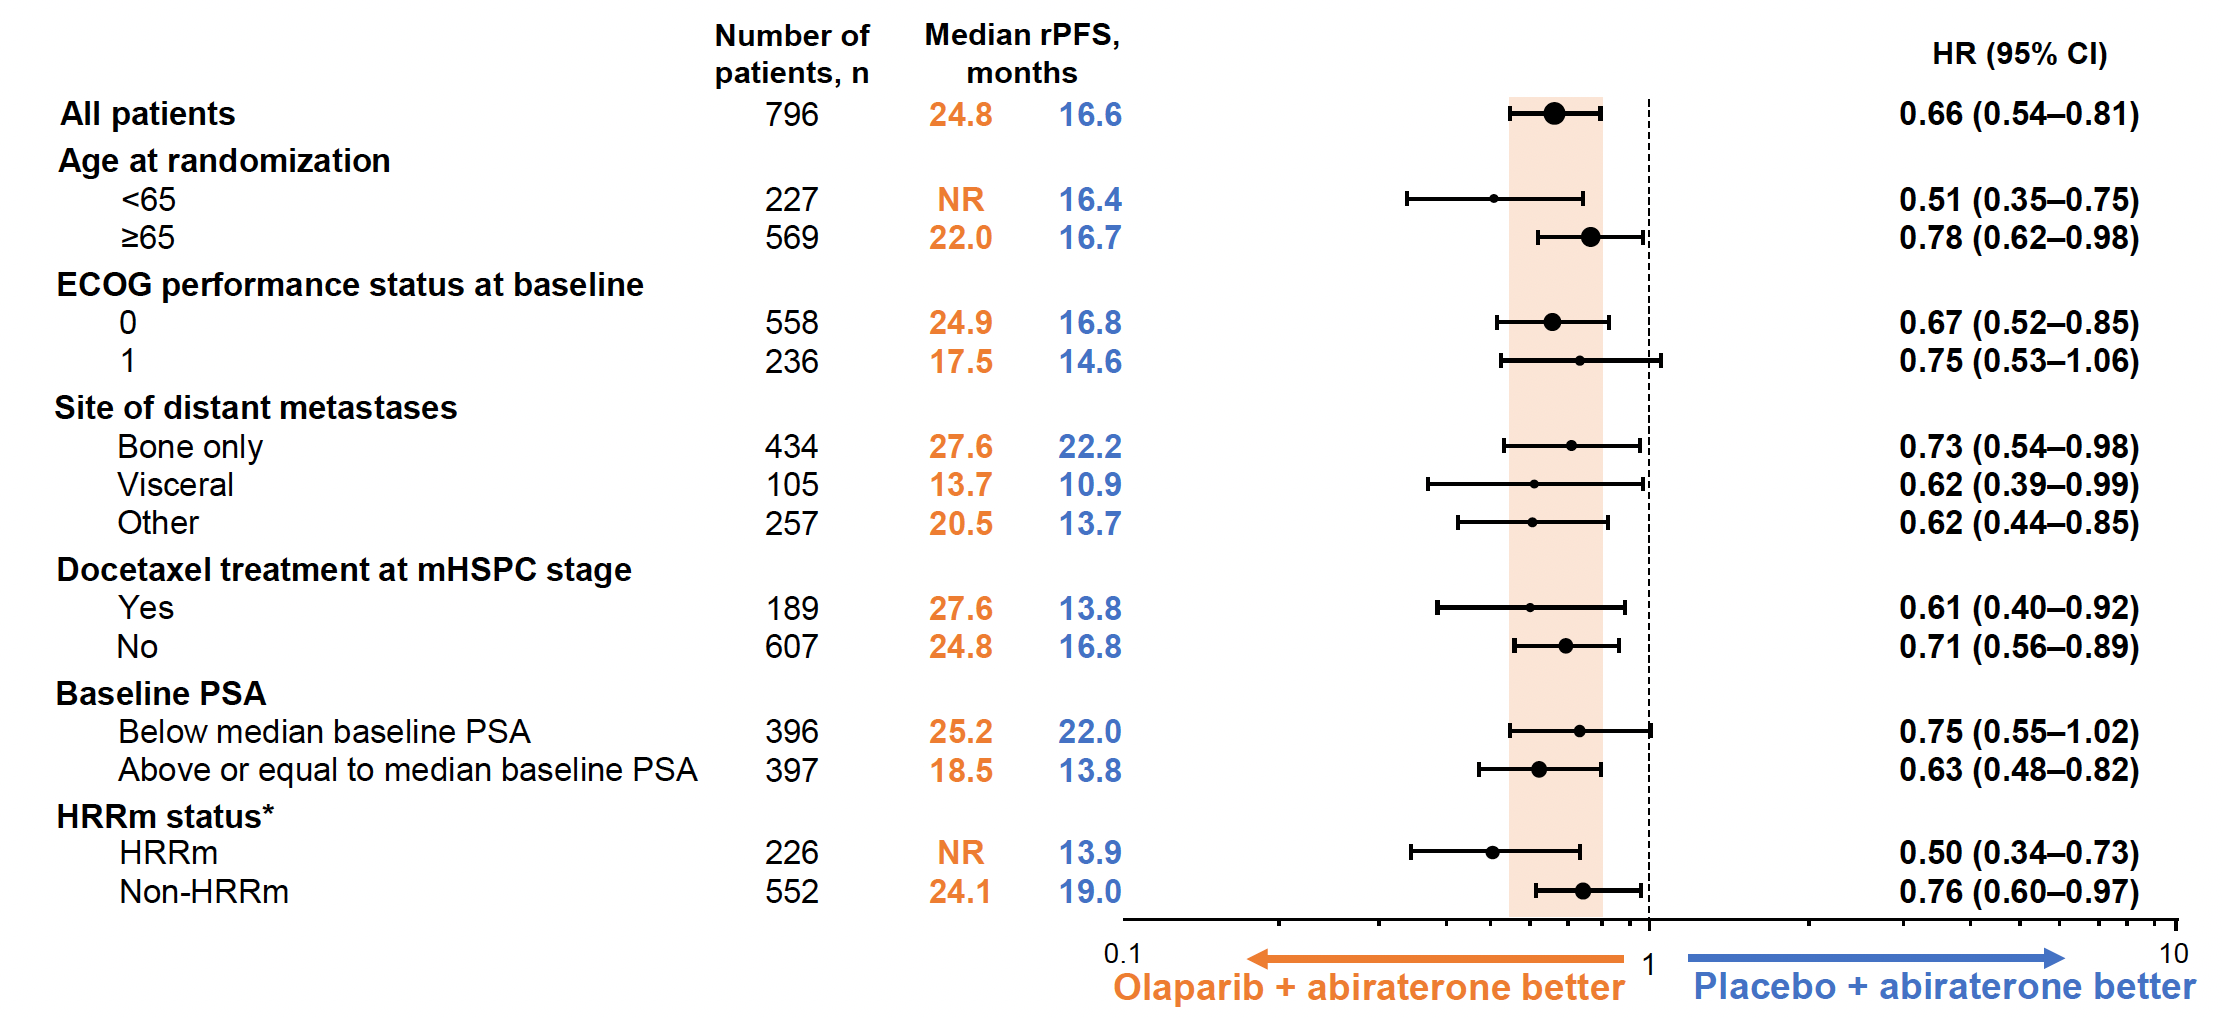 Number of patients, n
Median rPFS, months
HR (95% CI)
All patients 796 24.8 16.6 0.66 (0.54–0.81)
Age at randomization
<65 227 NR 16.4 0.51 (0.35–0.75)
≥65 569 22.0 16.7 0.78 (0.62–0.98)
ECOG performance status at baseline
0 558 24.9 16.8 0.67 (0.52–0.85)
1 236 17.5 14.6 0.75 (0.53–1.06)
Site of distant metastases
Bone only 434 27.6 22.2 0.73 (0.54–0.98)
Visceral 105 13.7 10.9 0.62 (0.39–0.99)
Other 257 20.5 13.7 0.62 (0.44–0.85)
Docetaxel treatment at mHSPC stage
Yes 189 27.6 13.8 0.61 (0.40–0.92)
No 607 24.8 16.8 0.71 (0.56–0.89)
Baseline PSA
Below median baseline PSA 396 25.2 22.0 0.75 (0.55–1.02)
Above or equal to median baseline PSA 397 18.5 13.8 0.63 (0.48–0.82)
HRRm status*
HRRm 226 NR 13.9 0.50 (0.34–0.73)
Non-HRRm 552 24.1 19.0 0.76 (0.60–0.97)
0.1 1 10
Olaparib + abiraterone better Placebo + abiraterone better